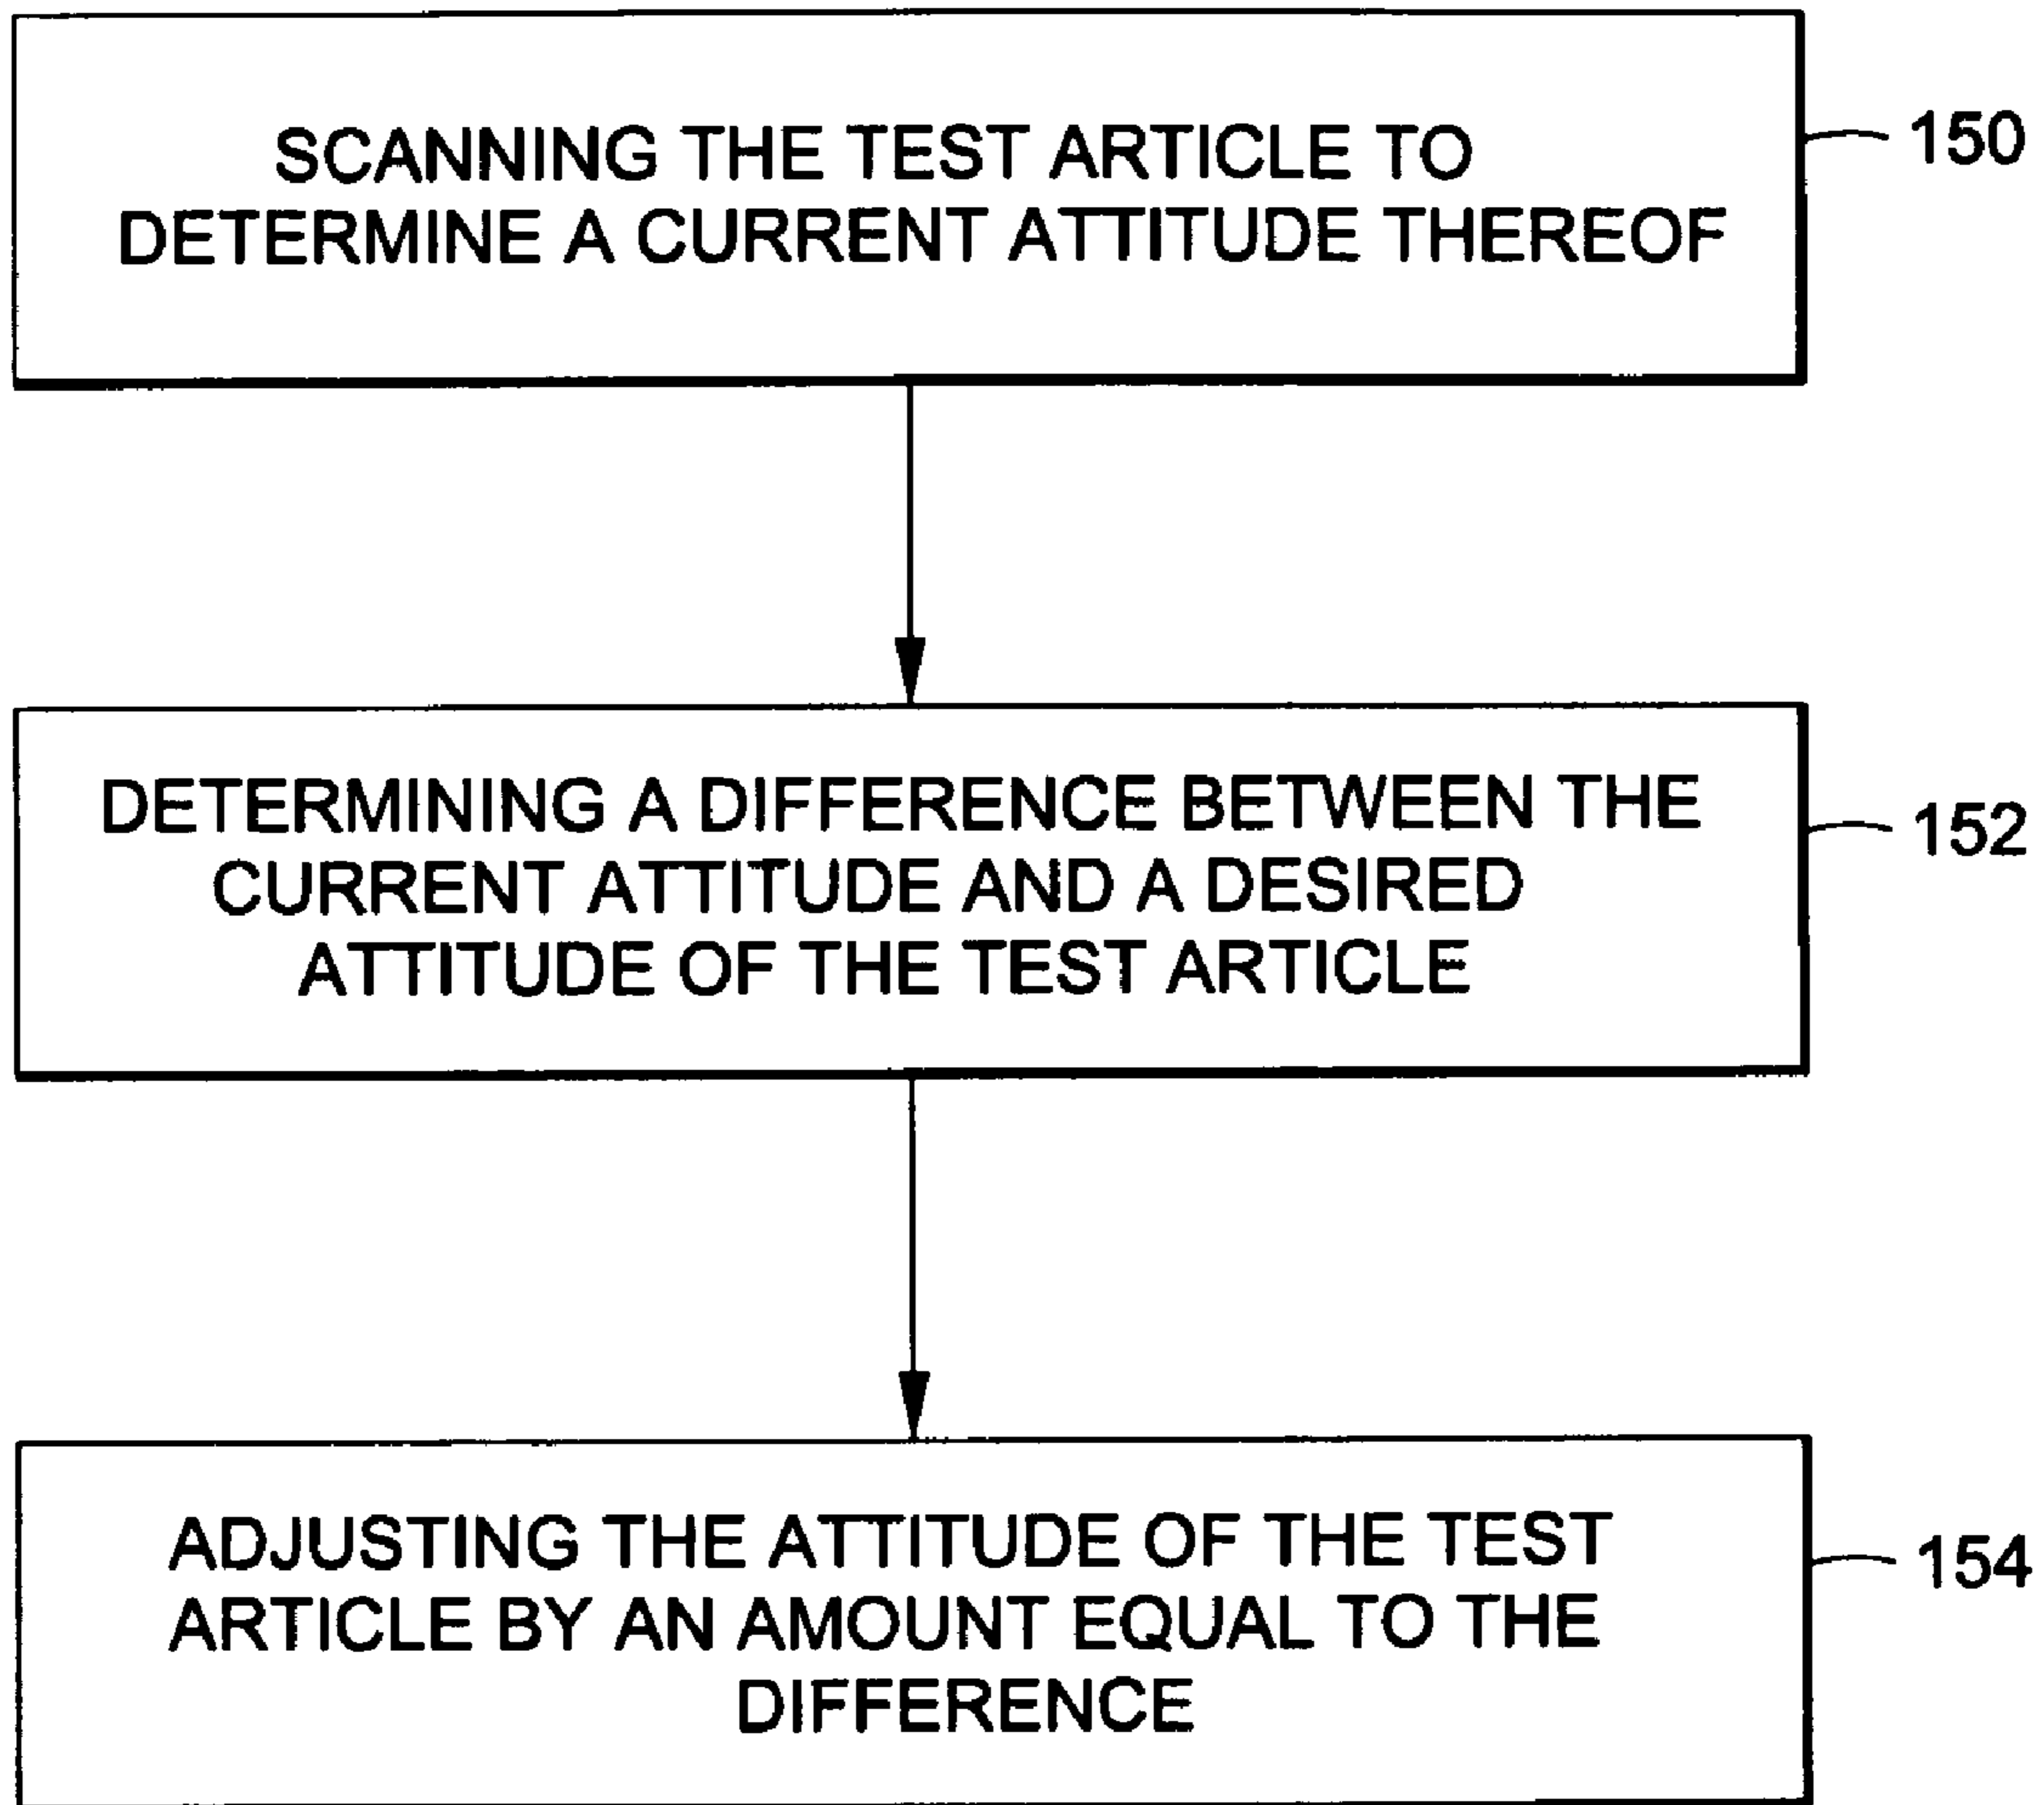 SCANNING THE TEST ARTICLE TO
DETERMINE A CURRENT ATTITUDE THEREOF
150
DETERMINING A DIFFERENCE BETWEEN THE
CURRENT ATTITUDE AND A DESIRED
ATTITUDE OF THE TEST ARTICLE
152
ADJUSTING THE ATTITUDE OF THE TEST
ARTICLE BY AN AMOUNT EQUAL TO THE
DIFFERENCE
154